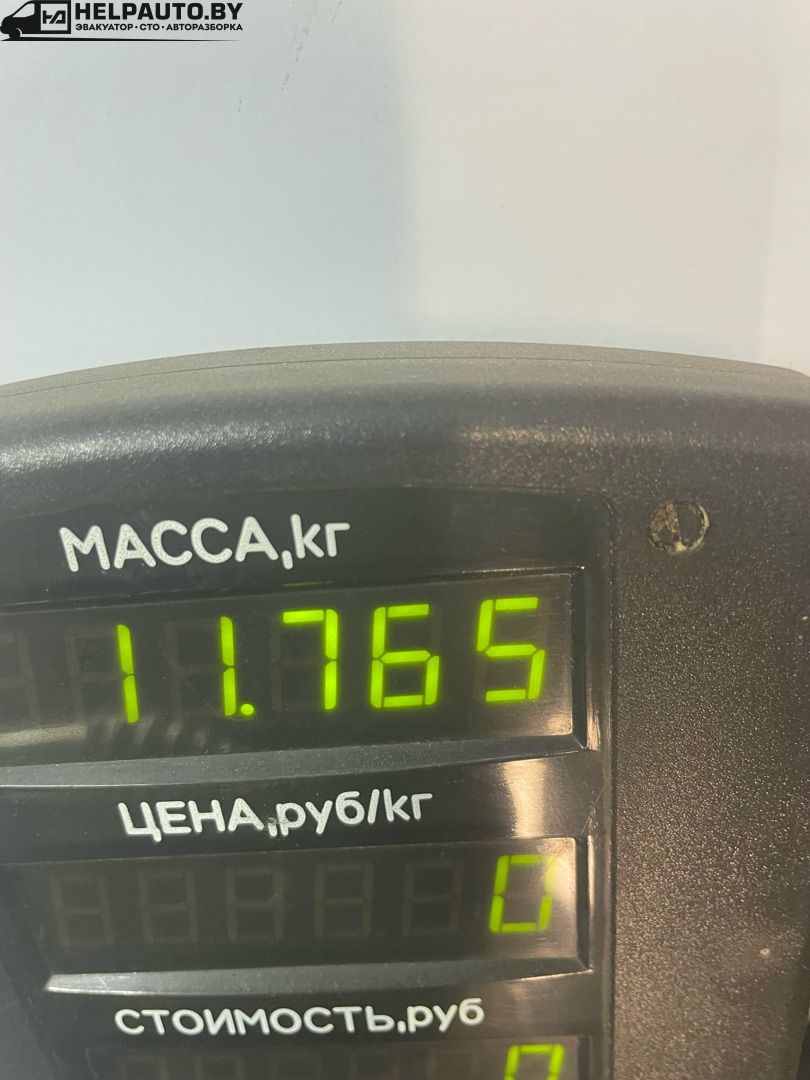 HELPAUTO.BY
ЭВАКУАТОР • СТО • АВТОРАЗБОРКА
МАССА,кг
11.765
ЦЕНА,руб/кг
0
СТОИМОСТЬ,руб
0